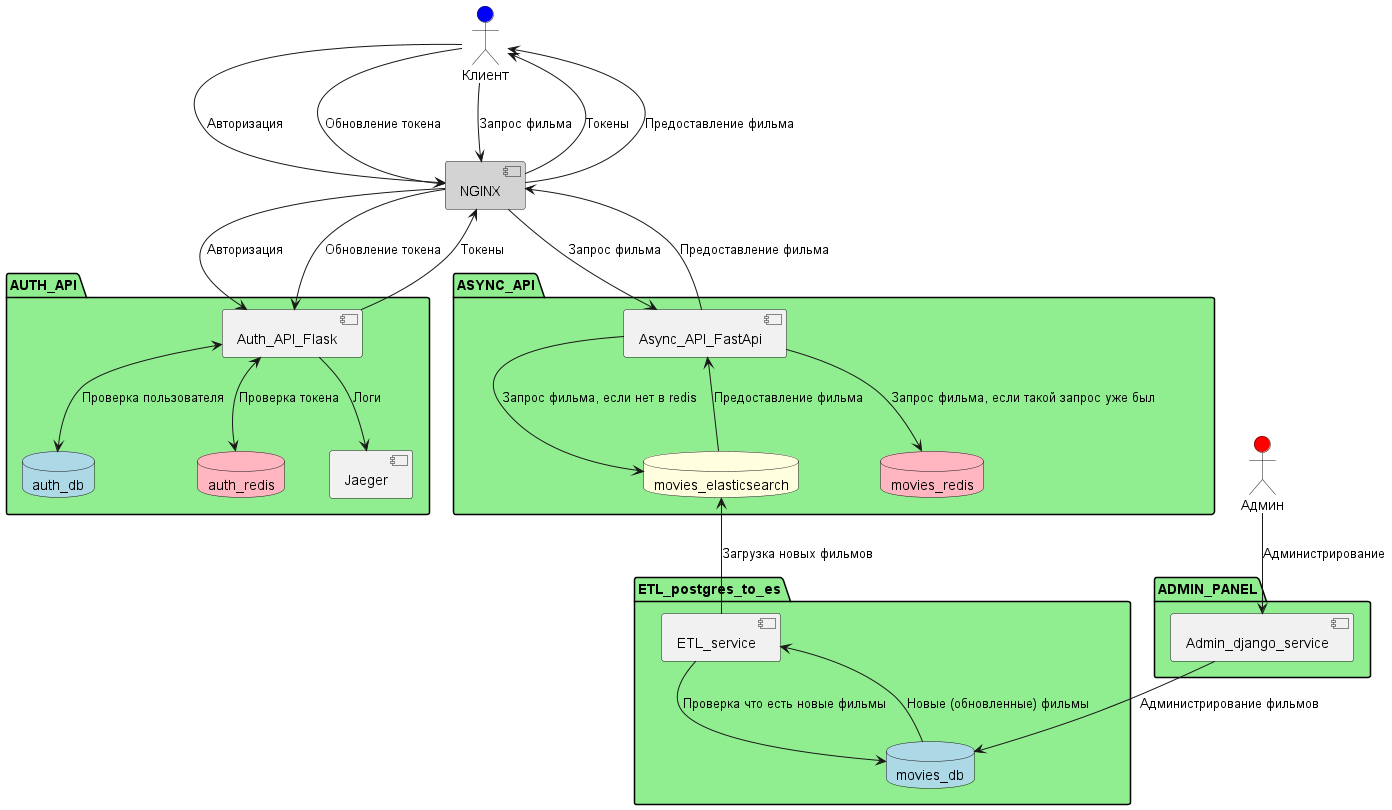 Клиент
Авторизация
Обновление токена
Запрос фильма
Токены
Предоставление фильма
NGINX
Авторизация
Обновление токена
Токены
Запрос фильма
Предоставление фильма
AUTH_API
ASYNC_API
Auth_API_Flask
Async_API_FastApi
Проверка пользователя
Проверка токена
Логи
Запрос фильма, если нет в redis
Предоставление фильма
Запрос фильма, если такой запрос уже был
auth_db
auth_redis
Jaeger
movies_elasticsearch
movies_redis
Админ
Загрузка новых фильмов
Администрирование
ETL_postgres_to_es
ADMIN_PANEL
ETL_service
Admin_django_service
Проверка что есть новые фильмы
Новые (обновленные) фильмы
Администрирование фильмов
movies_db